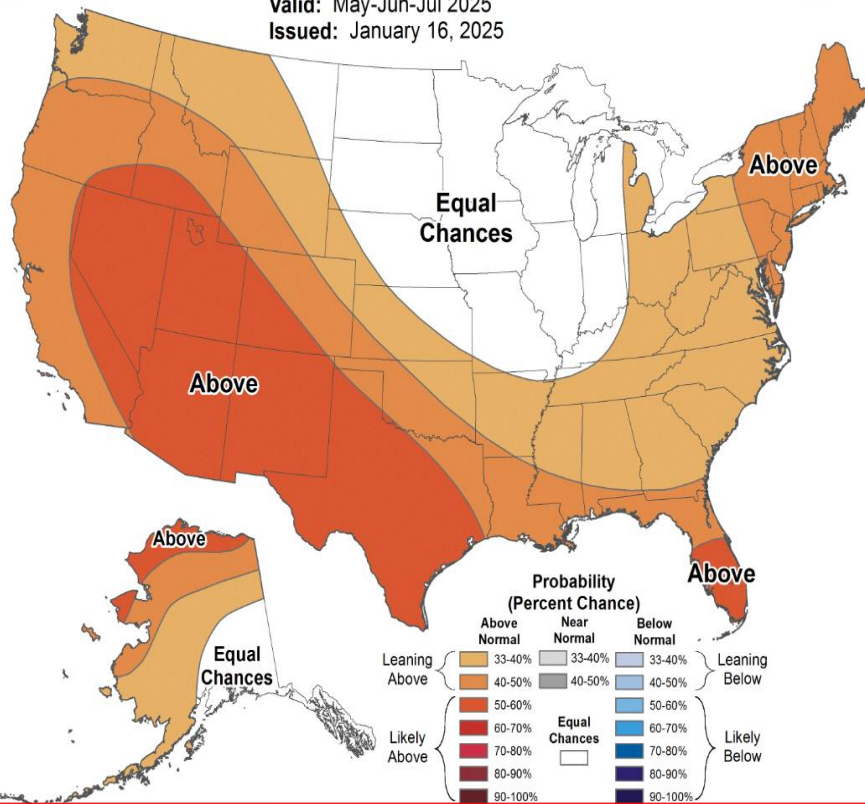 Valid: May-Jun-Jul 2025
Issued: January 16, 2025
Above
Equal
Chances
Above
Above
Above
Equal
Chances
Above
Probability
(Percent Chance)
Above
Normal
Near
Normal
Below
Normal
Leaning
Above
33-40%
40-50%
33-40%
40-50%
33-40%
40-50%
Leaning
Below
Likely
Above
50-60%
60-70%
70-80%
80-90%
90-100%
Equal
Chances
50-60%
60-70%
70-80%
80-90%
90-100%
Likely
Below